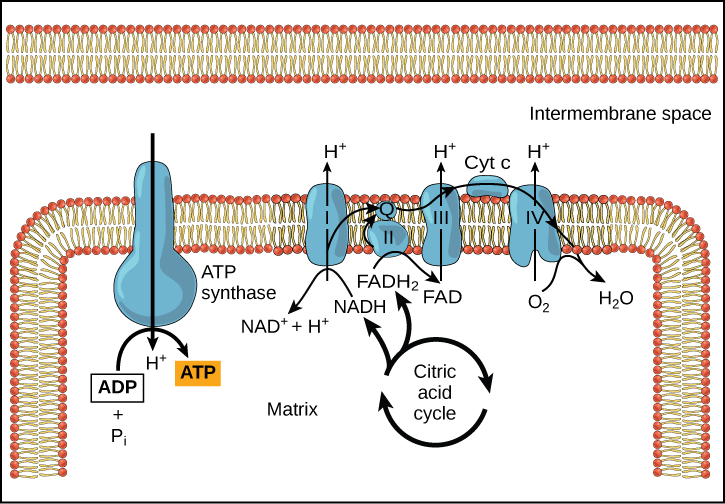 Intermembrane space
H⁺
H⁺
Cyt c
H⁺
I
Q
II
III
IV
ATP
synthase
FADH₂
FAD
NADH
NAD⁺ + H⁺
O₂
H₂O
H⁺
ATP
ADP
+
Pᵢ
Citric
acid
cycle
Matrix